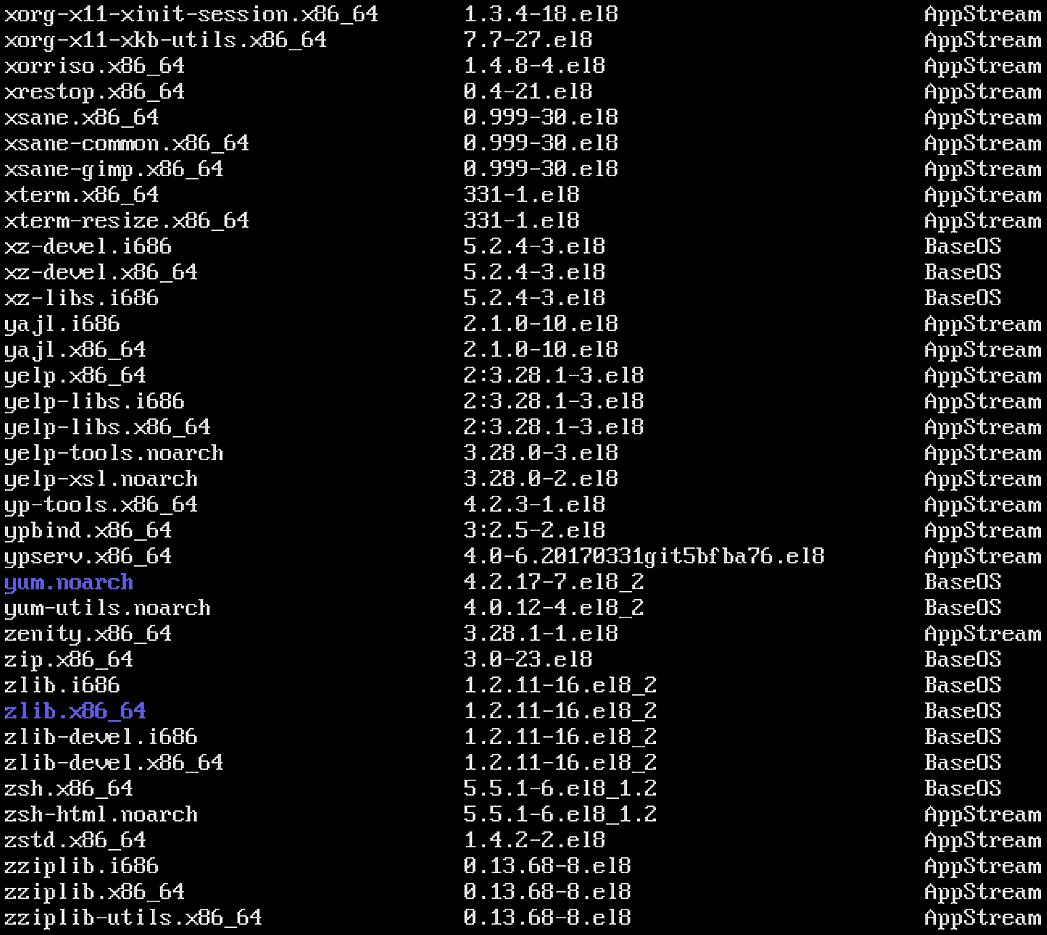 xorg-x11-xinit-session.x86_64 1.3.4-18.el8 AppStream
xorg-x11-xkb-utils.x86_64 7.7-27.el8 AppStream
xorriso.x86_64 1.4.8-4.el8 AppStream
xrestop.x86_64 0.4-21.el8 AppStream
xsane.x86_64 0.999-30.el8 AppStream
xsane-common.x86_64 0.999-30.el8 AppStream
xsane-gimp.x86_64 0.999-30.el8 AppStream
xterm.x86_64 331-1.el8 AppStream
xterm-resize.x86_64 331-1.el8 AppStream
xz-devel.i686 5.2.4-3.el8 BaseOS
xz-devel.x86_64 5.2.4-3.el8 BaseOS
xz-libs.i686 5.2.4-3.el8 BaseOS
yajl.i686 2.1.0-10.el8 AppStream
yajl.x86_64 2.1.0-10.el8 AppStream
yelp.x86_64 2:3.28.1-3.el8 AppStream
yelp-libs.i686 2:3.28.1-3.el8 AppStream
yelp-libs.x86_64 2:3.28.1-3.el8 AppStream
yelp-tools.noarch 3.28.0-3.el8 AppStream
yelp-xsl.noarch 3.28.0-2.el8 AppStream
yp-tools.x86_64 4.2.3-1.el8 AppStream
ypbind.x86_64 3:2.5-2.el8 AppStream
ypserv.x86_64 4.0-6.20170331git5bfba76.el8 AppStream
yum.noarch 4.2.17-7.el8_2 BaseOS
yum-utils.noarch 4.0.12-4.el8_2 BaseOS
zenity.x86_64 3.28.1-1.el8 AppStream
zip.x86_64 3.0-23.el8 BaseOS
zlib.i686 1.2.11-16.el8_2 BaseOS
zlib.x86_64 1.2.11-16.el8_2 BaseOS
zlib-devel.i686 1.2.11-16.el8_2 BaseOS
zlib-devel.x86_64 1.2.11-16.el8_2 BaseOS
zsh.x86_64 5.5.1-6.el8_1.2 BaseOS
zsh-html.noarch 5.5.1-6.el8_1.2 AppStream
zstd.x86_64 1.4.2-2.el8 AppStream
zziplib.i686 0.13.68-8.el8 AppStream
zziplib.x86_64 0.13.68-8.el8 AppStream
zziplib-utils.x86_64 0.13.68-8.el8 AppStream